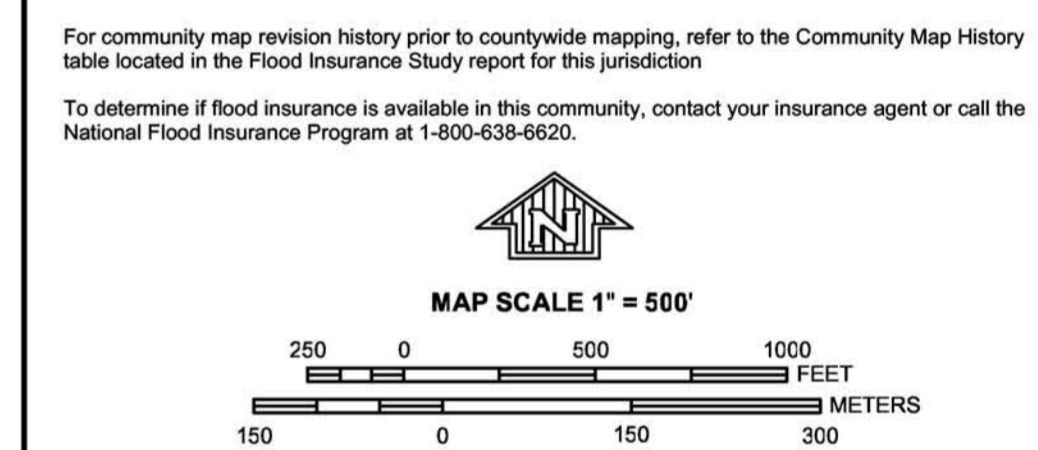 For community map revision history prior to countywide mapping, refer to the Community Map History
table located in the Flood Insurance Study report for this jurisdiction
To determine if flood insurance is available in this community, contact your insurance agent or call the
National Flood Insurance Program at 1-800-638-6620.
N
MAP SCALE 1" = 500'
250 0 500 1000
FEET
METERS
150 0 150 300